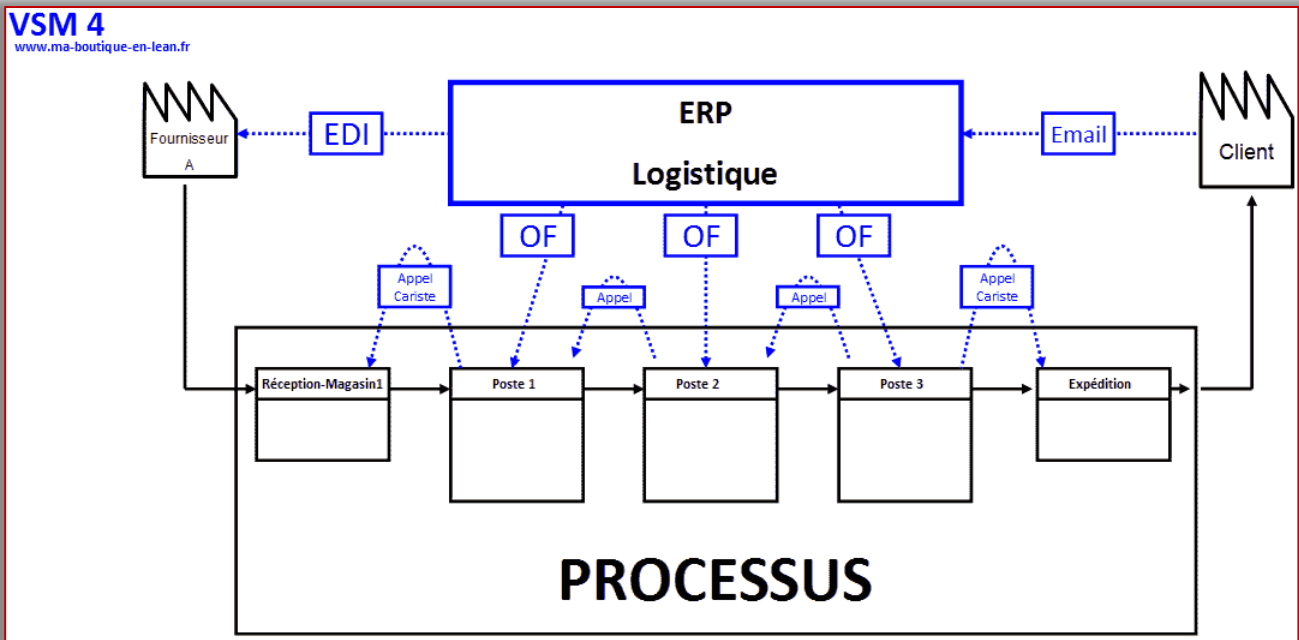 VSM 4
www.ma-boutique-en-lean.fr
Fournisseur
A
EDI
ERP
Logistique
Email
Client
OF
OF
OF
Appel
Cariste
Appel
Appel
Appel
Cariste
Réception-Magasin1
Poste 1
Poste 2
Poste 3
Expédition
PROCESSUS